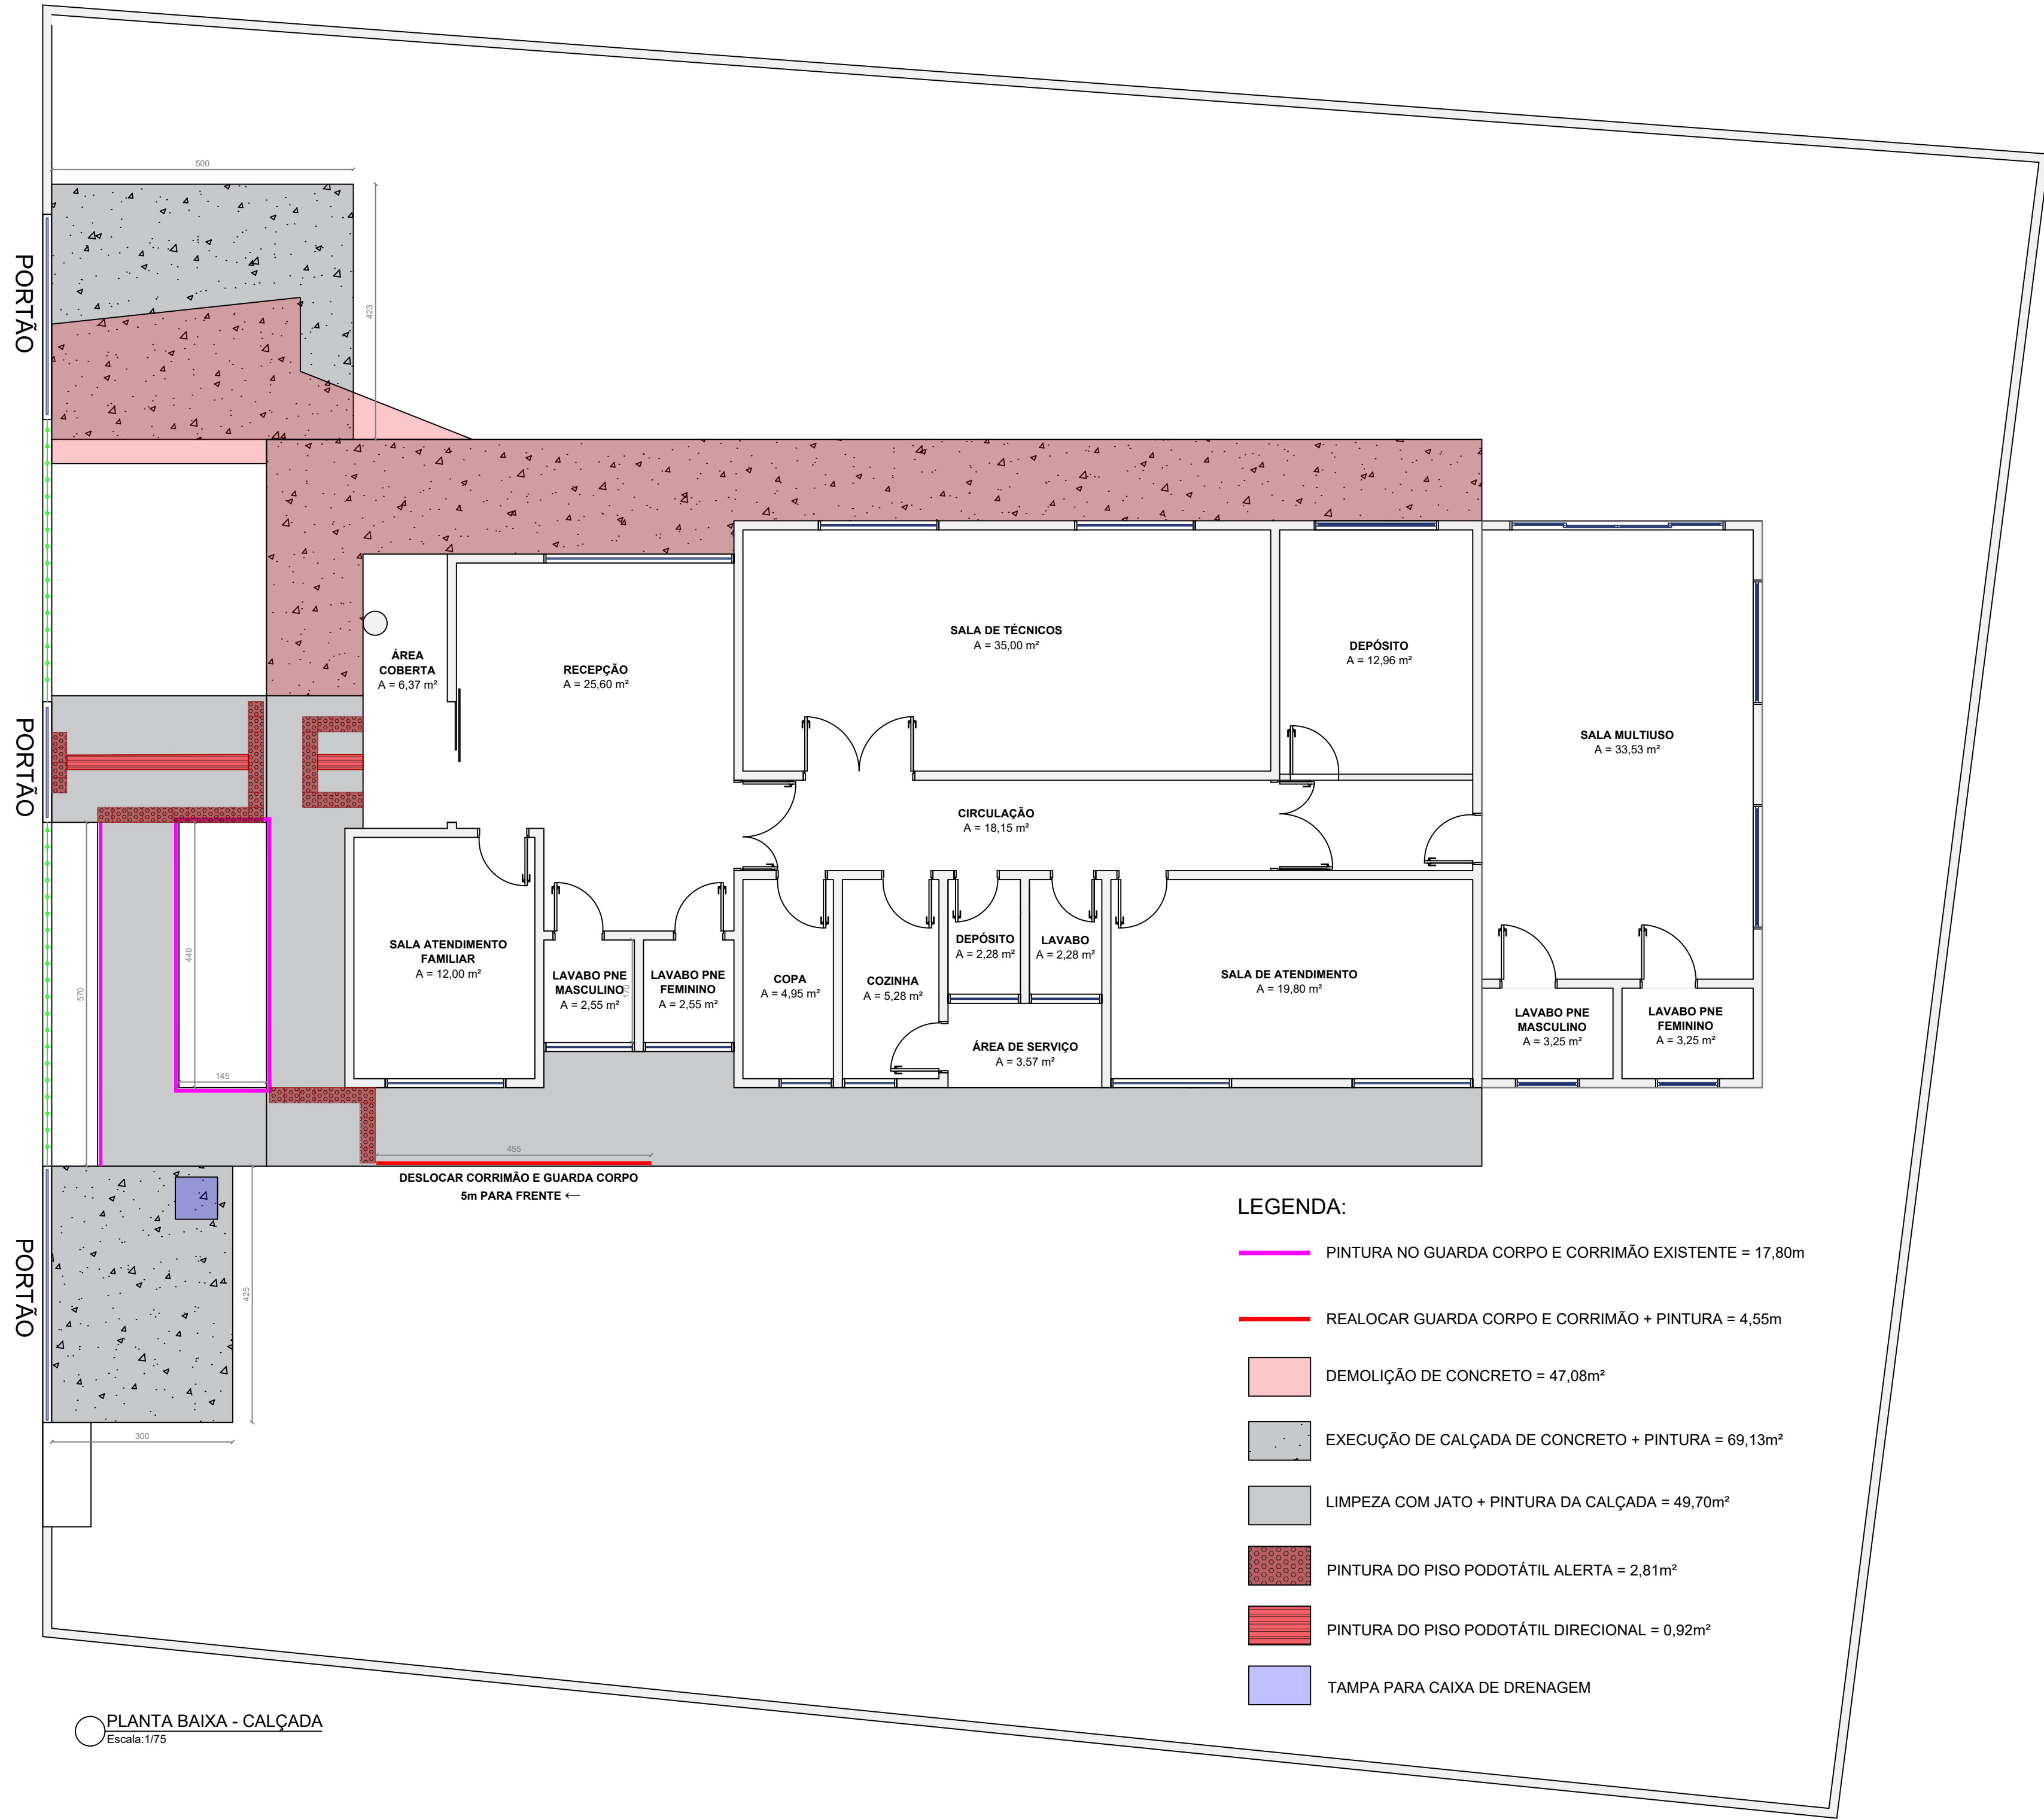 500
423
PORTÃO
SALA DE TÉCNICOS
A = 35,00 m²
DEPÓSITO
A = 12,96 m²
ÁREA
COBERTA
A = 6,37 m²
RECEPÇÃO
A = 25,60 m²
SALA MULTIUSO
A = 33,53 m²
PORTÃO
CIRCULAÇÃO
A = 18,15 m²
570
440
145
SALA ATENDIMENTO
FAMILIAR
A = 12,00 m²
LAVABO PNE
MASCULINO
A = 2,55 m²
170
LAVABO PNE
FEMININO
A = 2,55 m²
COPA
A = 4,95 m²
COZINHA
A = 5,28 m²
DEPÓSITO
A = 2,28 m²
LAVABO
A = 2,28 m²
ÁREA DE SERVIÇO
A = 3,57 m²
SALA DE ATENDIMENTO
A = 19,80 m²
LAVABO PNE
MASCULINO
A = 3,25 m²
LAVABO PNE
FEMININO
A = 3,25 m²
455
DESLOCAR CORRIMÃO E GUARDA CORPO
5m PARA FRENTE ←
PORTÃO
425
300
LEGENDA:
PINTURA NO GUARDA CORPO E CORRIMÃO EXISTENTE = 17,80m
REALOCAR GUARDA CORPO E CORRIMÃO + PINTURA = 4,55m
DEMOLIÇÃO DE CONCRETO = 47,08m²
EXECUÇÃO DE CALÇADA DE CONCRETO + PINTURA = 69,13m²
LIMPEZA COM JATO + PINTURA DA CALÇADA = 49,70m²
PINTURA DO PISO PODOTÁTIL ALERTA = 2,81m²
PINTURA DO PISO PODOTÁTIL DIRECIONAL = 0,92m²
TAMPA PARA CAIXA DE DRENAGEM
PLANTA BAIXA - CALÇADA
Escala:1/75